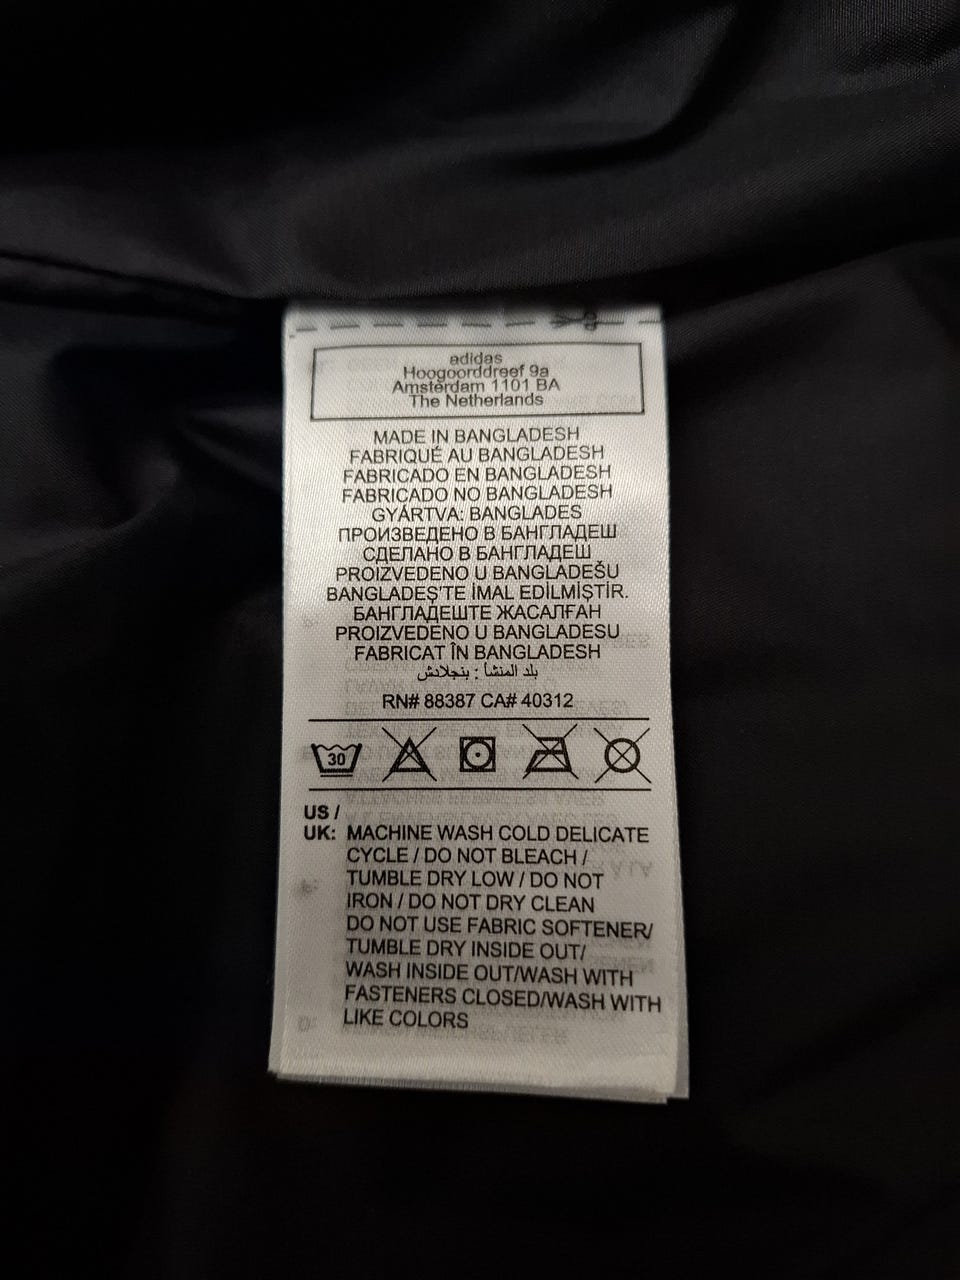 adidas
Hoogoorddreef 9a
Amsterdam 1101 BA
The Netherlands
MADE IN BANGLADESH
FABRIQUÉ AU BANGLADESH
FABRICADO EN BANGLADESH
FABRICADO NO BANGLADESH
GYÁRTVA: BANGLADES
ПРОИЗВЕДЕНО В БАНГЛАДЕШ
СДЕЛАНО В БАНГЛАДЕШ
PROIZVEDENO U BANGLADEŠU
BANGLADEŞ'TE İMAL EDİLMİŞTİR.
БАНГЛАДЕШТЕ ЖАСАЛҒАН
PROIZVEDENO U BANGLADESU
FABRICAT ÎN BANGLADESH
بلد المنشأ : بنجلادش
RN# 88387 CA# 40312
30
US /
UK: MACHINE WASH COLD DELICATE
CYCLE / DO NOT BLEACH /
TUMBLE DRY LOW / DO NOT
IRON / DO NOT DRY CLEAN
DO NOT USE FABRIC SOFTENER/
TUMBLE DRY INSIDE OUT/
WASH INSIDE OUT/WASH WITH
FASTENERS CLOSED/WASH WITH
LIKE COLORS